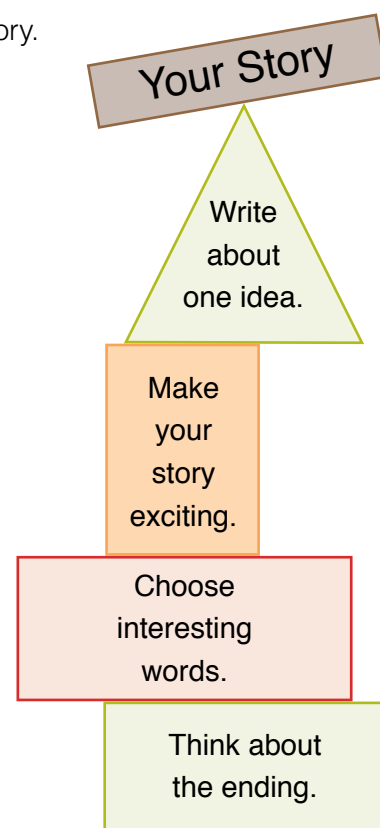 ory.
Your Story
Write
about
one idea.
Make
your
story
exciting.
Choose
interesting
words.
Think about
the ending.